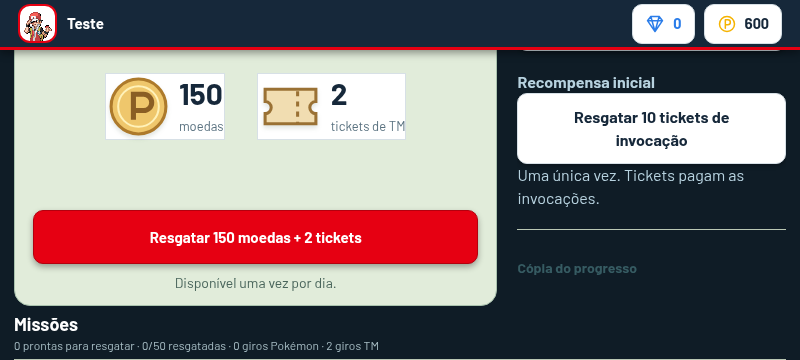 Teste
0
600
150
moedas
2
tickets de TM
Resgatar 150 moedas + 2 tickets
Disponível uma vez por dia.
Missões
0 prontas para resgatar · 0/50 resgatadas · 0 giros Pokémon · 2 giros TM
Recompensa inicial
Resgatar 10 tickets de
invocação
Uma única vez. Tickets pagam as
invocações.
Cópia do progresso